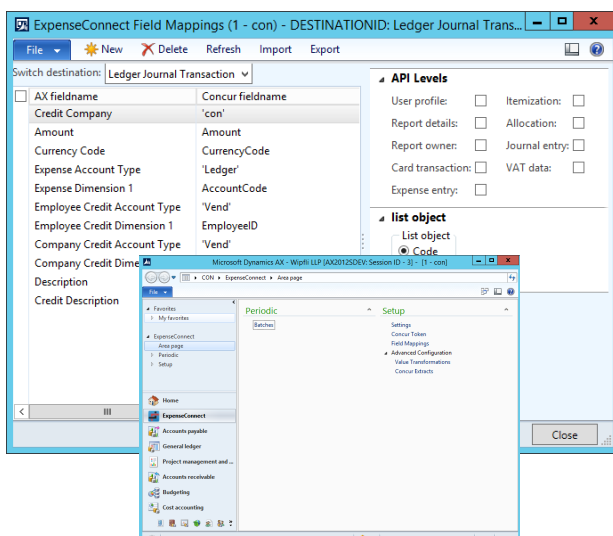 ExpenseConnect Field Mappings (1 - con) - DESTINATIONID: Ledger Journal Trans...
File New Delete Refresh Import Export
Switch destination: Ledger Journal Transaction
AX fieldname Concur fieldname
Credit Company 'con'
Amount Amount
Currency Code CurrencyCode
Expense Account Type 'Ledger'
Expense Dimension 1 AccountCode
Employee Credit Account Type 'Vend'
Employee Credit Dimension 1 EmployeeID
Company Credit Account Type 'Vend'
Company Credit Dime
Description
Credit Description
API Levels
User profile: Itemization:
Report details: Allocation:
Report owner: Journal entry:
Card transaction: VAT data:
Expense entry:
list object
List object
Code
Close
Microsoft Dynamics AX - Wipfli LLP [AX2012SDEV: Session ID - 3] - [1 - con]
CON ExpenseConnect Area page
File
Favorites
My favorites
ExpenseConnect
Area page
Periodic
Setup
Home
ExpenseConnect
Accounts payable
General ledger
Project management and ...
Accounts receivable
Budgeting
Cost accounting
Periodic
Batches
Setup
Settings
Concur Token
Field Mappings
Advanced Configuration
Value Transformations
Concur Extracts